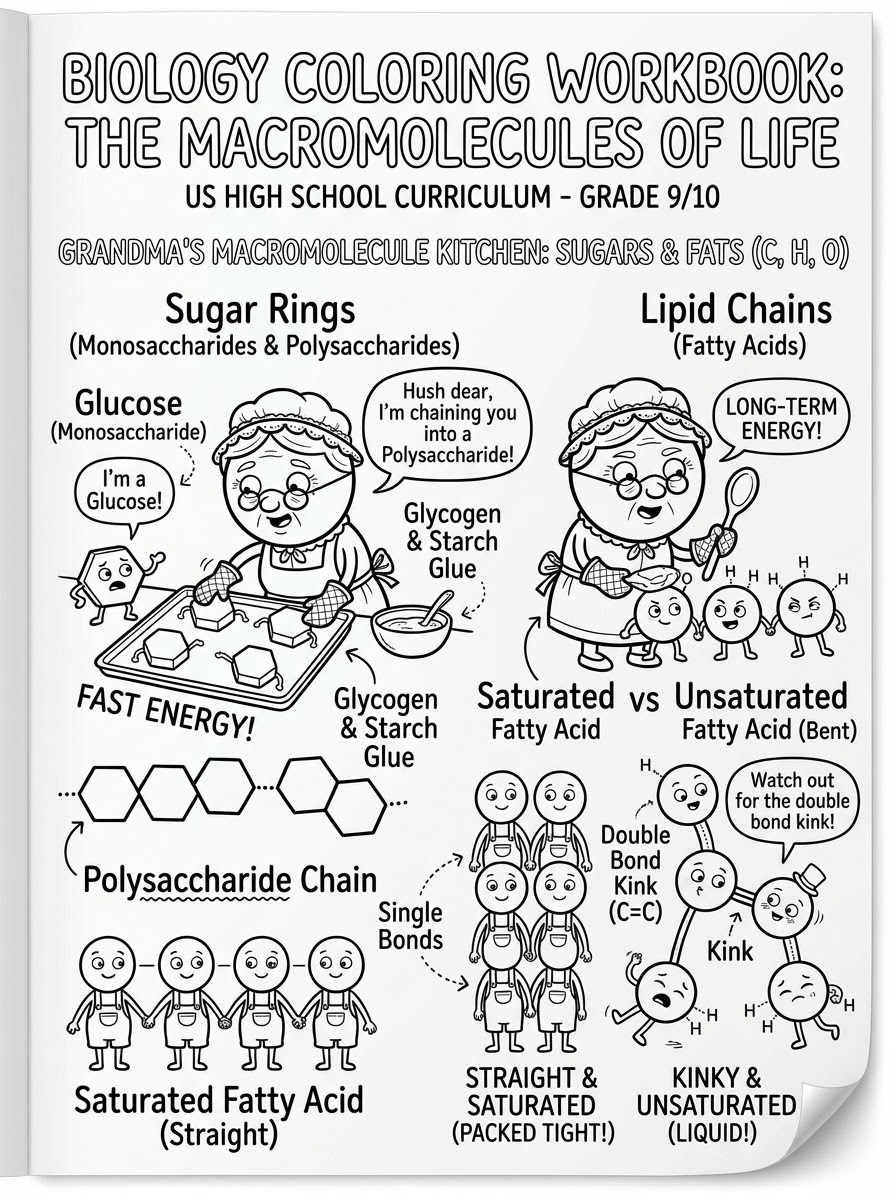 BIOLOGY COLORING WORKBOOK:
THE MACROMOLECULES OF LIFE
US HIGH SCHOOL CURRICULUM – GRADE 9/10
GRANDMA'S MACROMOLECULE KITCHEN: SUGARS & FATS (C, H, O)
Sugar Rings
(Monosaccharides & Polysaccharides)
Glucose
(Monosaccharide)
I'm a
Glucose!
Hush dear,
I'm chaining you
into a
Polysaccharide!
Glycogen
& Starch
Glue
FAST ENERGY!
Glycogen
& Starch
Glue
Polysaccharide Chain
Saturated Fatty Acid
(Straight)
Lipid Chains
(Fatty Acids)
LONG-TERM
ENERGY!
O
H
H
H
H
H
Saturated vs Unsaturated
Fatty Acid
Fatty Acid (Bent)
Single
Bonds
H
Watch out
for the double
bond kink!
Double
Bond
Kink
(C=C)
Kink
H
H
H
H
H
STRAIGHT &
SATURATED
(PACKED TIGHT!)
KINKY &
UNSATURATED
(LIQUID!)